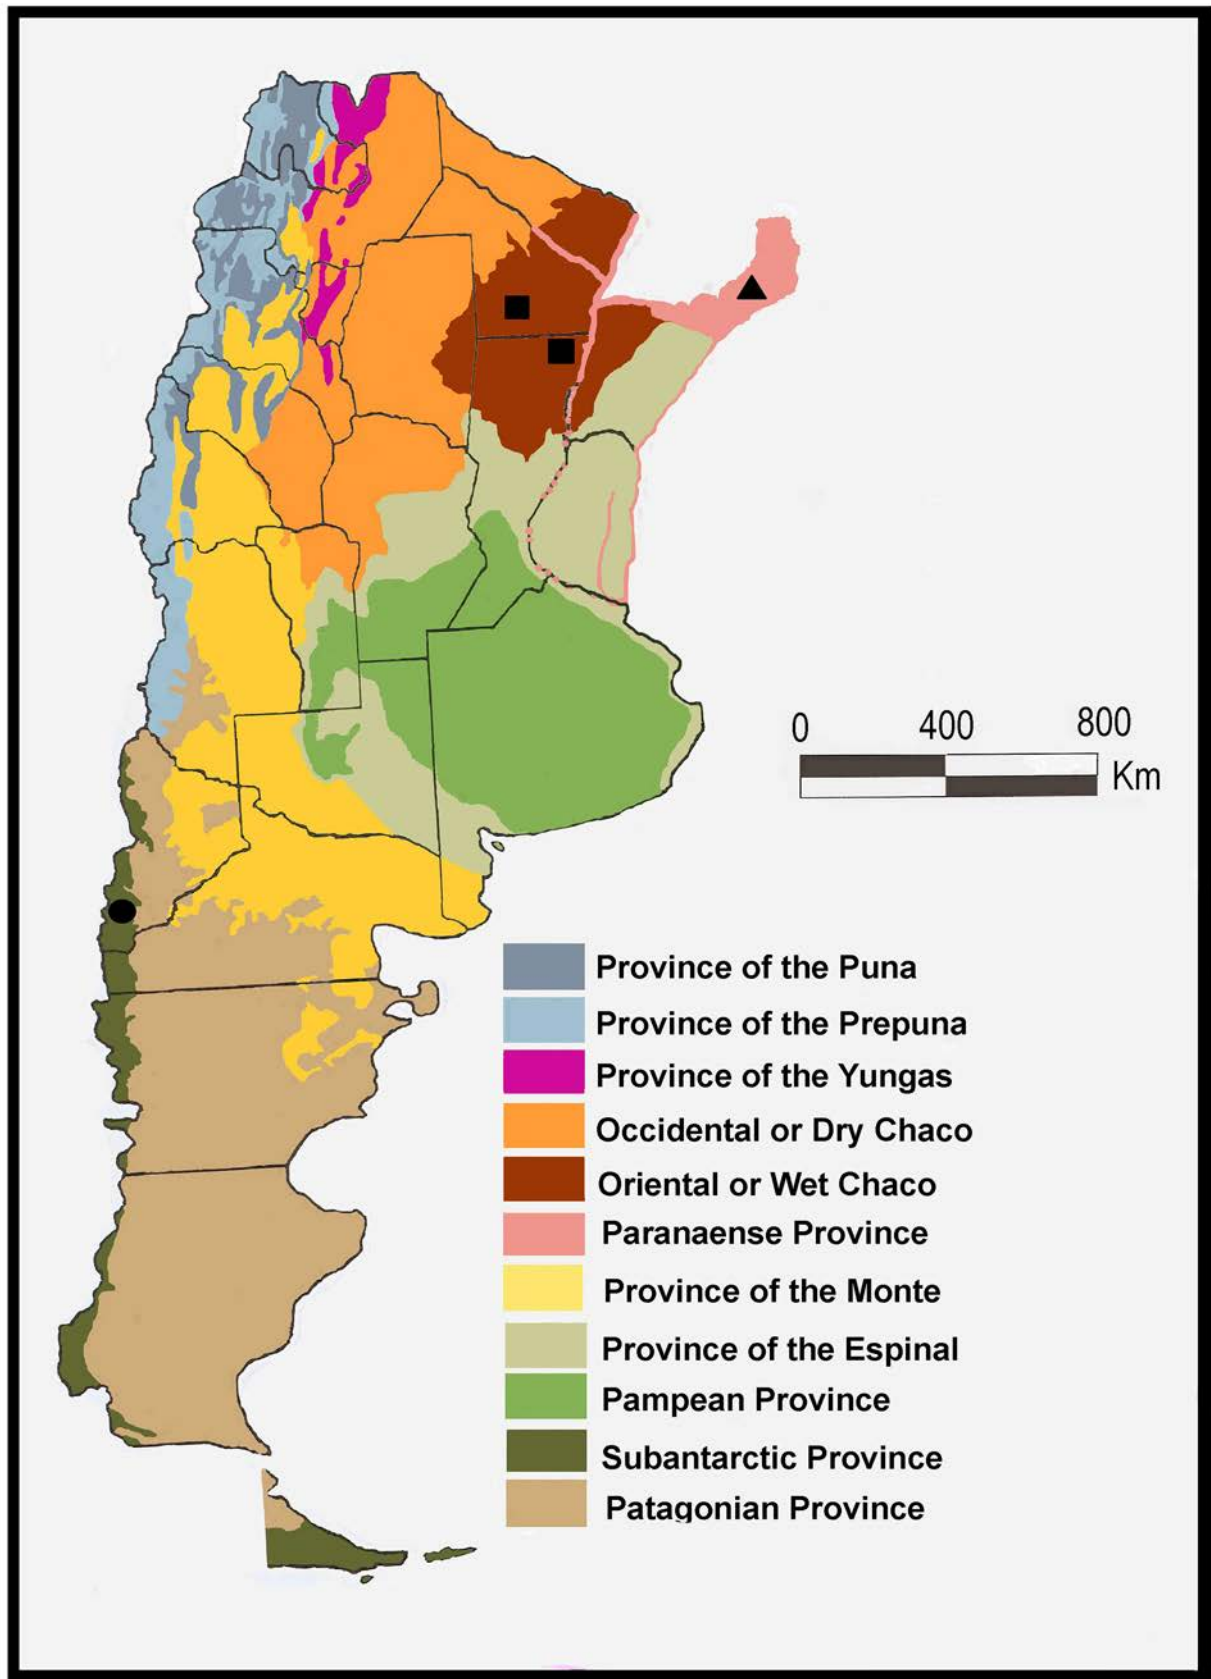 0 400 800
Km
Province of the Puna
Province of the Prepuna
Province of the Yungas
Occidental or Dry Chaco
Oriental or Wet Chaco
Paranaense Province
Province of the Monte
Province of the Espinal
Pampean Province
Subantarctic Province
Patagonian Province